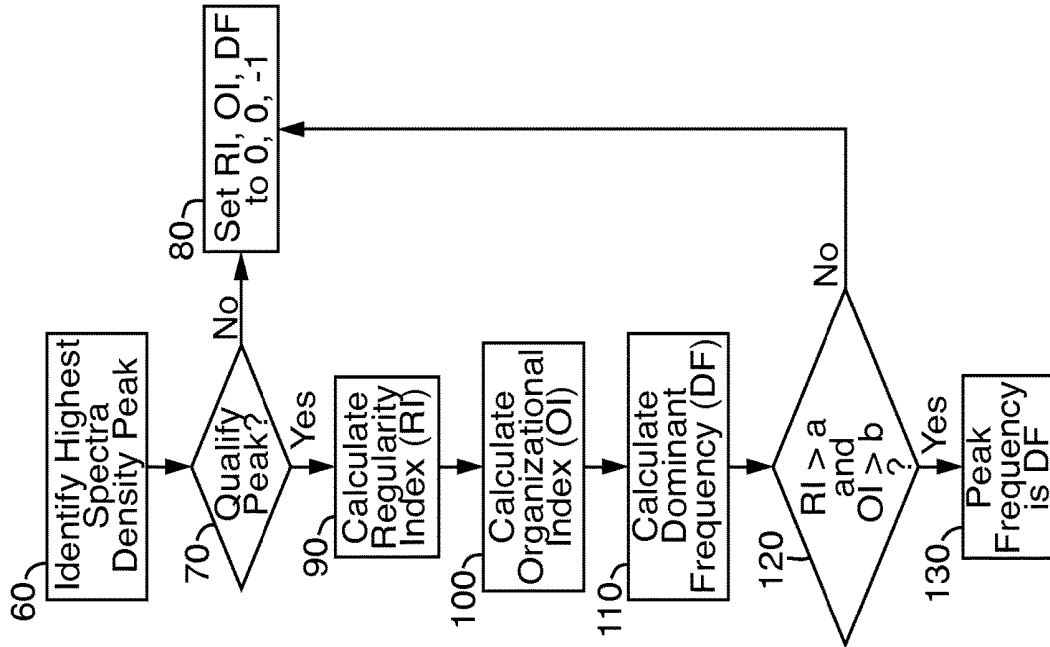 60
Identify Highest
Spectra
Density Peak
70
Qualify
Peak?
No
80
Set RI, OI, DF
to 0, 0, -1
Yes
90
Calculate
Regularity
Index (RI)
100
Calculate
Organizational
Index (OI)
110
Calculate
Dominant
Frequency (DF)
120
RI > a
and
OI > b
?
No
Yes
130
Peak
Frequency
is DF